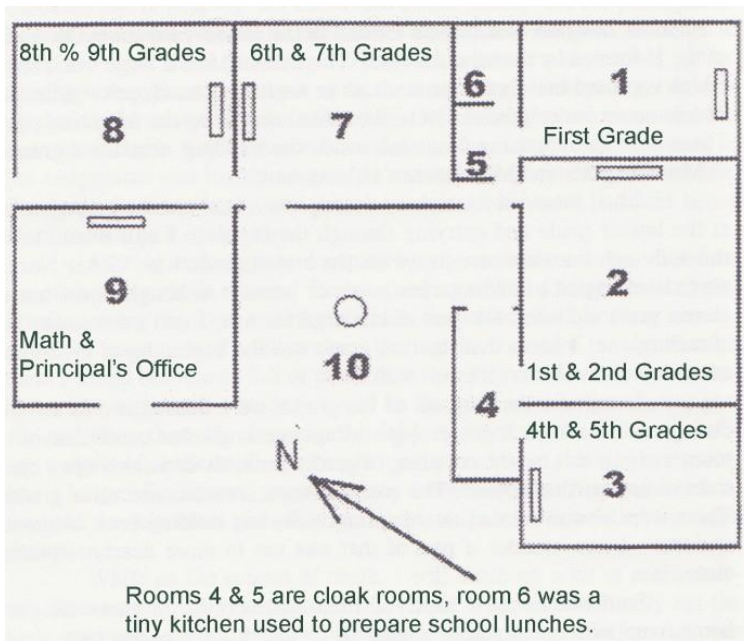 8th % 9th Grades
6th & 7th Grades
6
1
8
7
First Grade
5
9
2
Math &
Principal's Office
10
1st & 2nd Grades
4
4th & 5th Grades
N
3
Rooms 4 & 5 are cloak rooms, room 6 was a
tiny kitchen used to prepare school lunches.